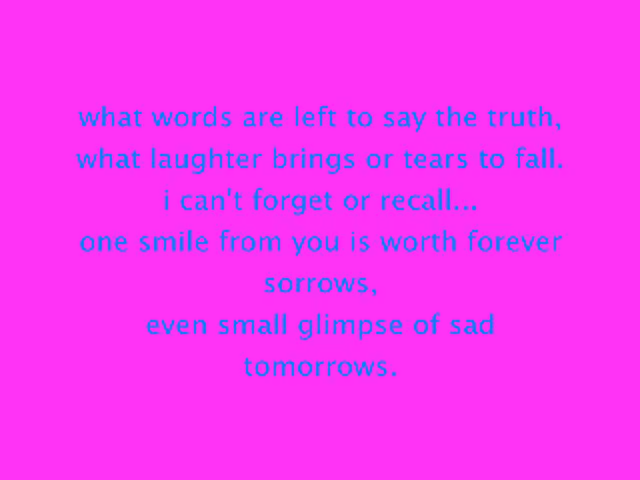 what words are left to say the truth,
what laughter brings or tears to fall.
i can't forget or recall...
one smile from you is worth forever
sorrows,
even small glimpse of sad
tomorrows.